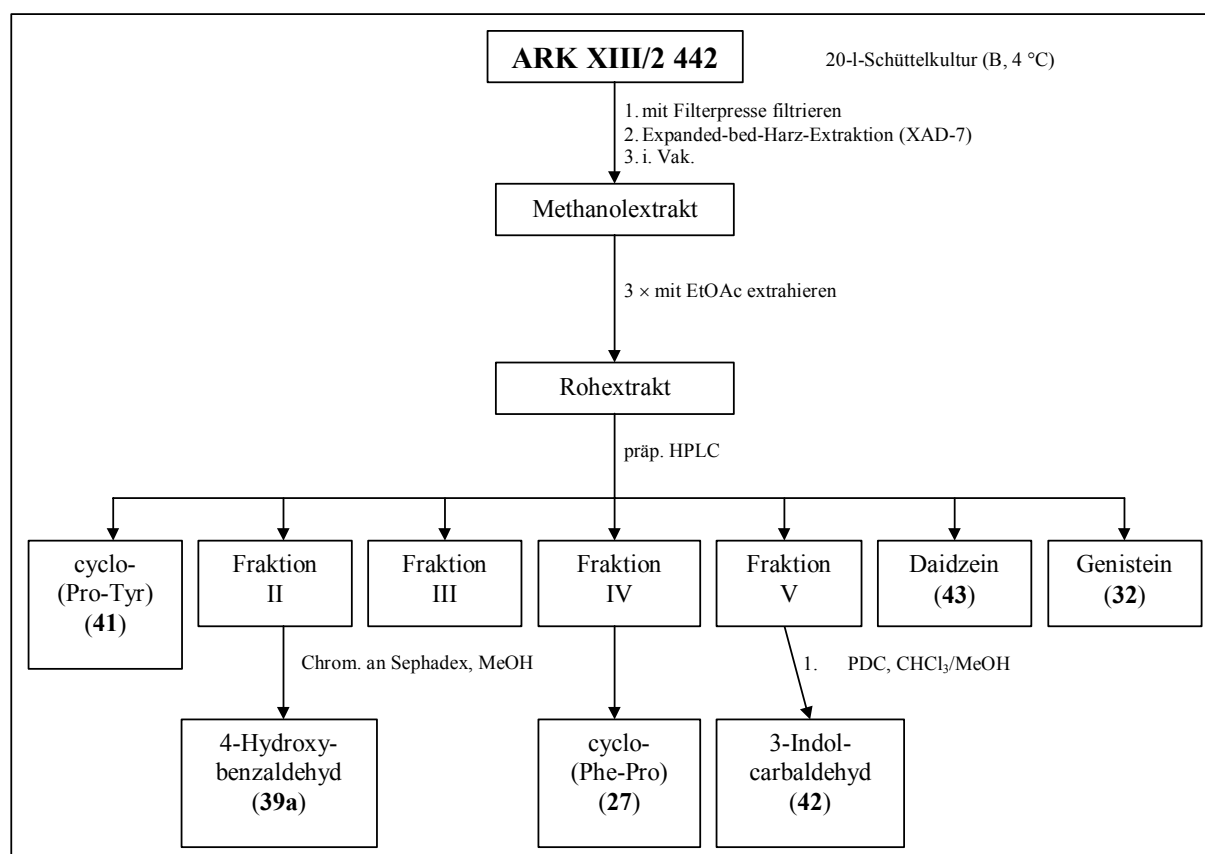 ARK XIII/2 442
20-l-Schüttelkultur (B, 4 °C)
1. mit Filterpresse filtrieren
2. Expanded-bed-Harz-Extraktion (XAD-7)
3. i. Vak.
Methanolextrakt
3 × mit EtOAc extrahieren
Rohextrakt
präp. HPLC
cyclo-
(Pro-Tyr)
(41)
Fraktion
II
Fraktion
III
Fraktion
IV
Fraktion
V
Daidzein
(43)
Genistein
(32)
Chrom. an Sephadex, MeOH
1. PDC, CHCl₃/MeOH
4-Hydroxy-
benzaldehyd
(39a)
cyclo-
(Phe-Pro)
(27)
3-Indol-
carbaldehyd
(42)